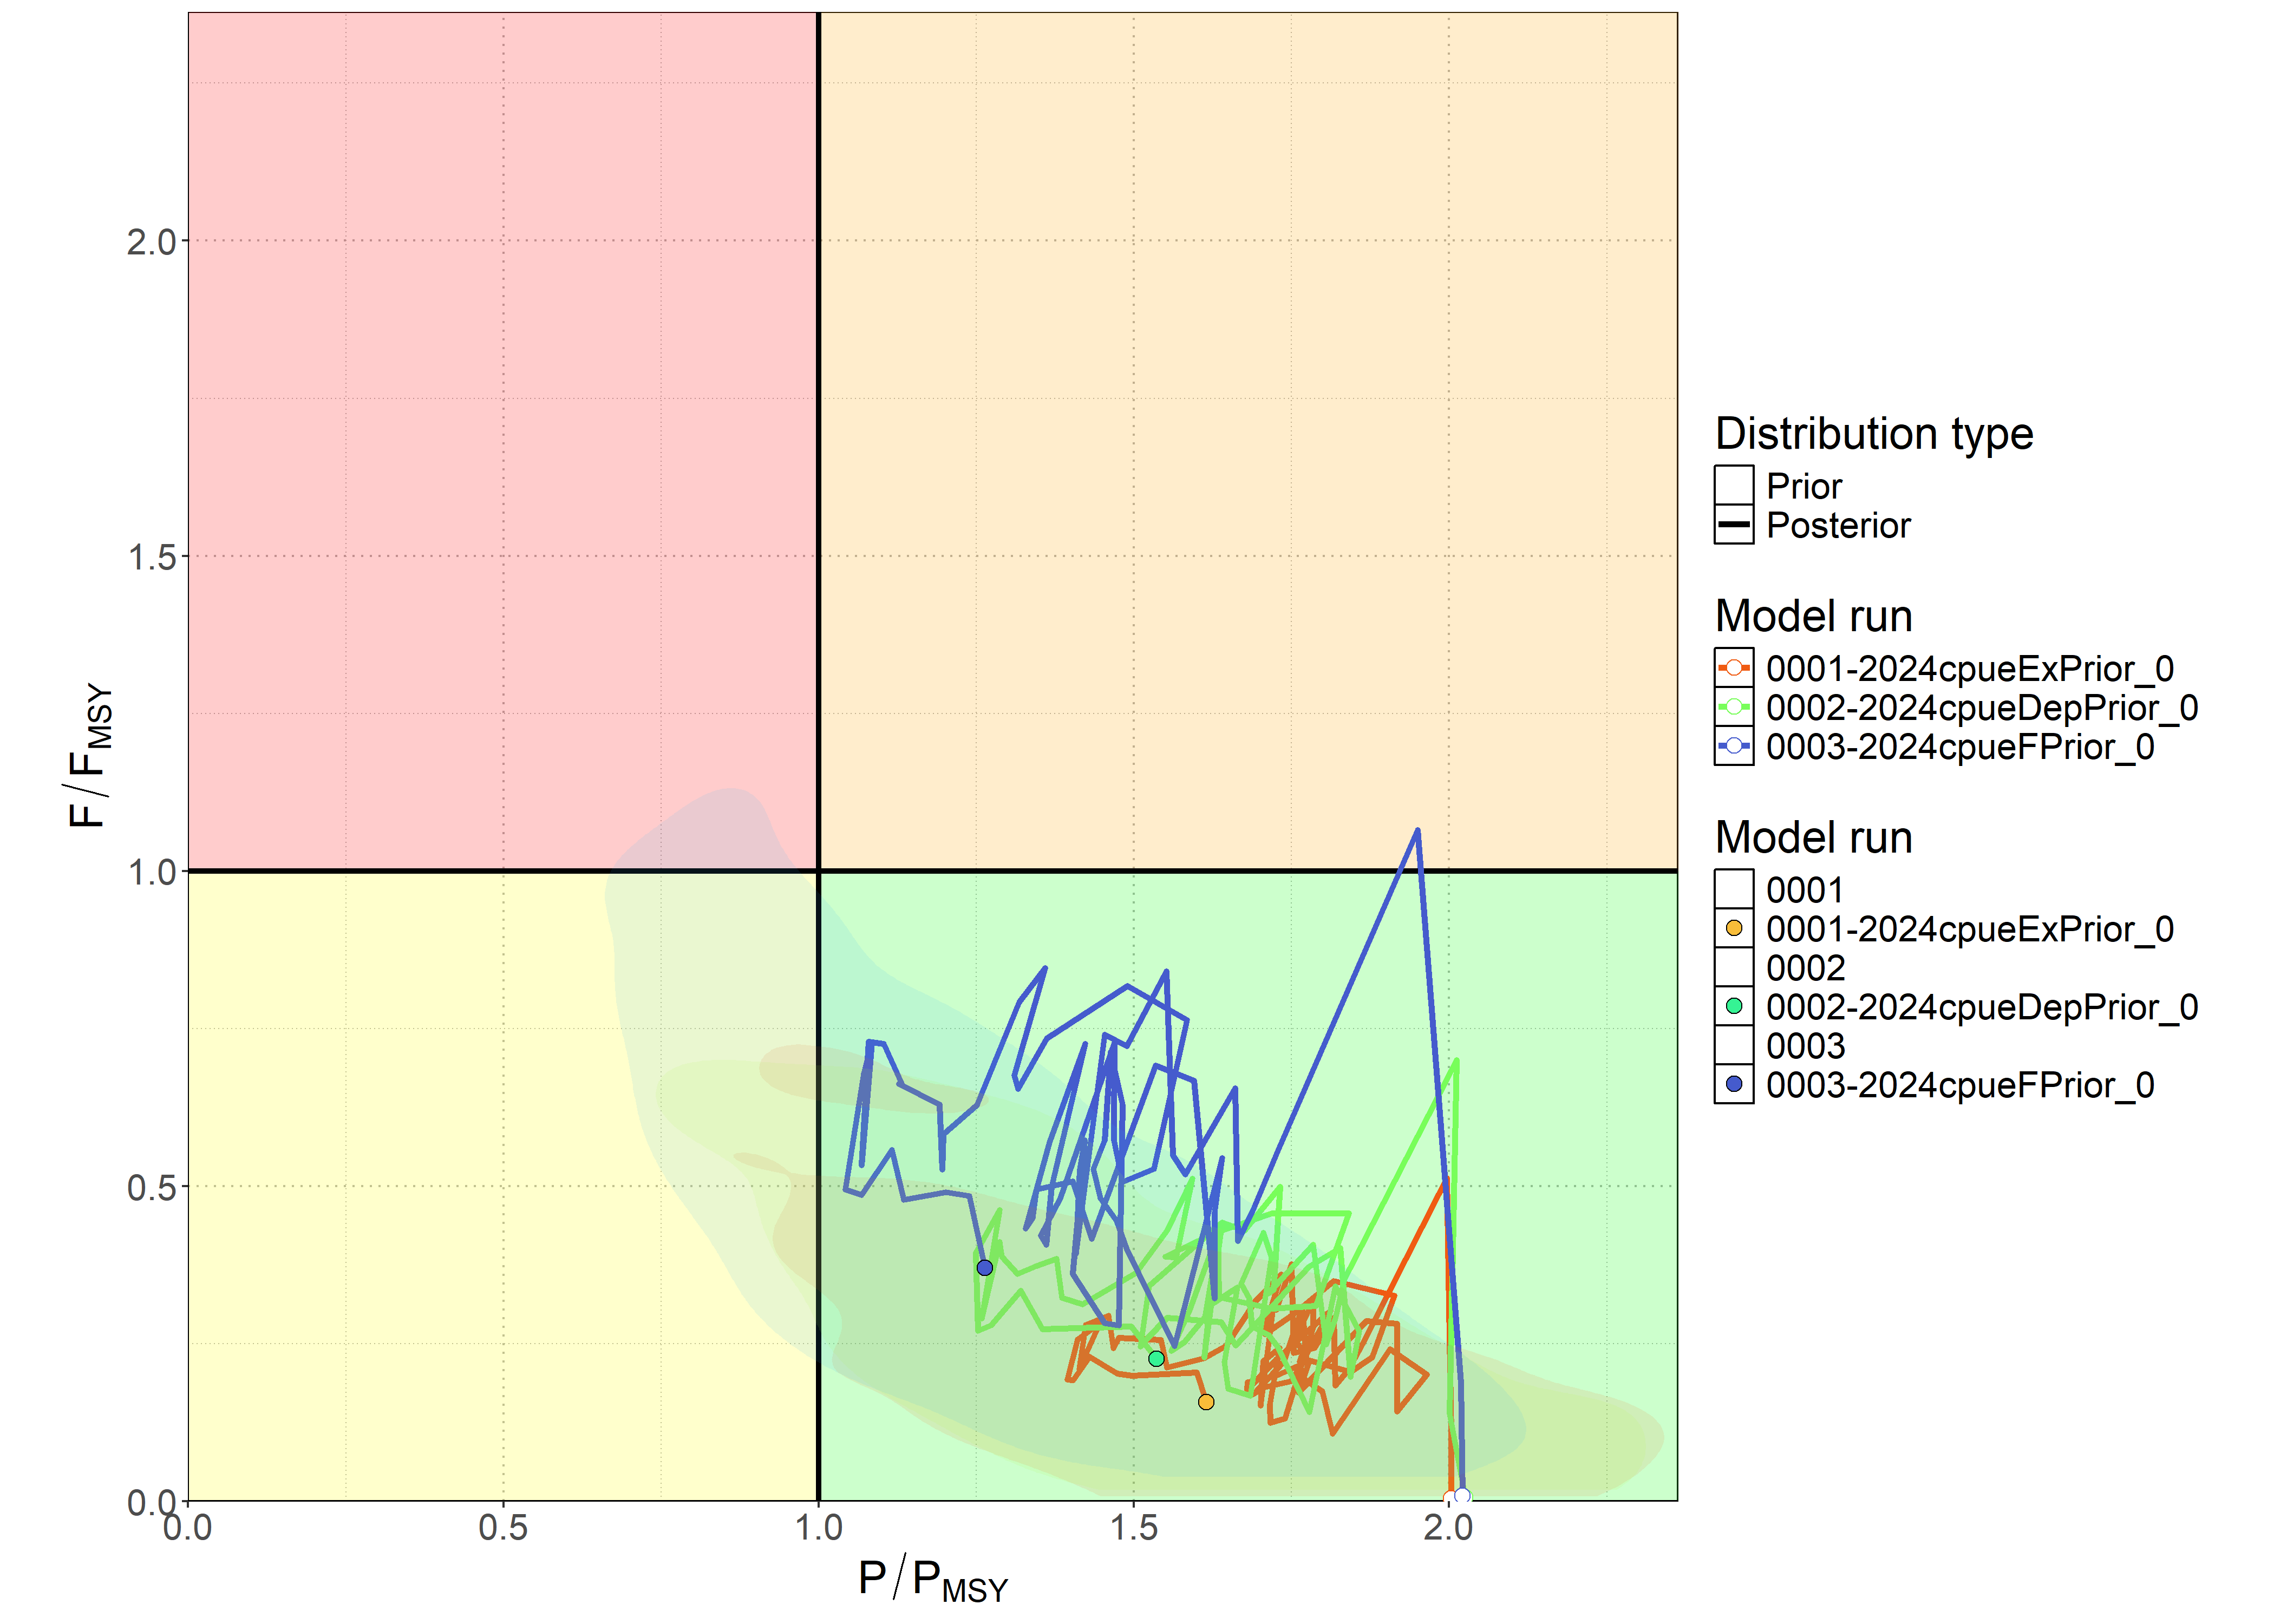 2.0
1.5
1.0
0.5
0.0
F/F_MSY
0.0 0.5 1.0 1.5 2.0
P/P_MSY
Distribution type
Prior
Posterior
Model run
0001-2024cpueExPrior_0
0002-2024cpueDepPrior_0
0003-2024cpueFPrior_0
Model run
0001
0001-2024cpueExPrior_0
0002
0002-2024cpueDepPrior_0
0003
0003-2024cpueFPrior_0